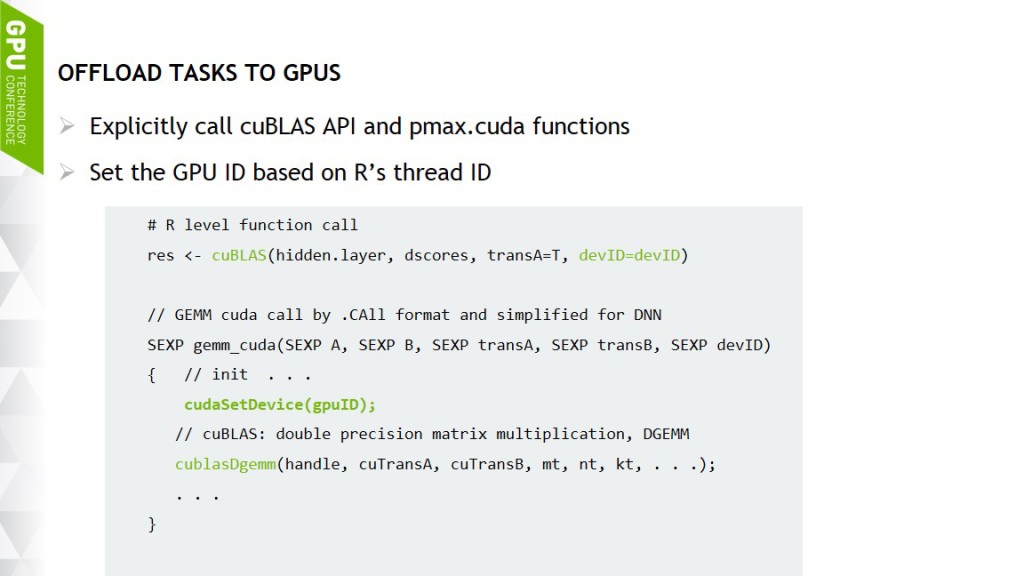 GPU TECHNOLOGY CONFERENCE
OFFLOAD TASKS TO GPUS
Explicitly call cuBLAS API and pmax.cuda functions
Set the GPU ID based on R’s thread ID
# R level function call
res <- cuBLAS(hidden.layer, dscores, transA=T, devID=devID)
// GEMM cuda call by .CAll format and simplified for DNN
SEXP gemm_cuda(SEXP A, SEXP B, SEXP transA, SEXP transB, SEXP devID)
{ // init . . .
cudaSetDevice(gpuID);
// cuBLAS: double precision matrix multiplication, DGEMM
cublasDgemm(handle, cuTransA, cuTransB, mt, nt, kt, . . .);
. . .
}